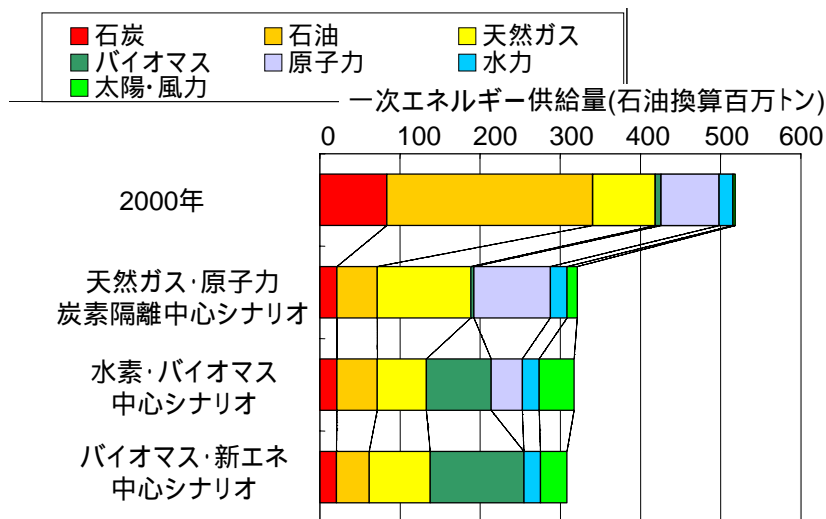 石炭 石油 天然ガス
バイオマス 原子力 水力
太陽・風力
一次エネルギー供給量(石油換算百万トン)
0 100 200 300 400 500 600
2000年
天然ガス・原子力
炭素隔離中心シナリオ
水素・バイオマス
中心シナリオ
バイオマス・新エネ
中心シナリオ